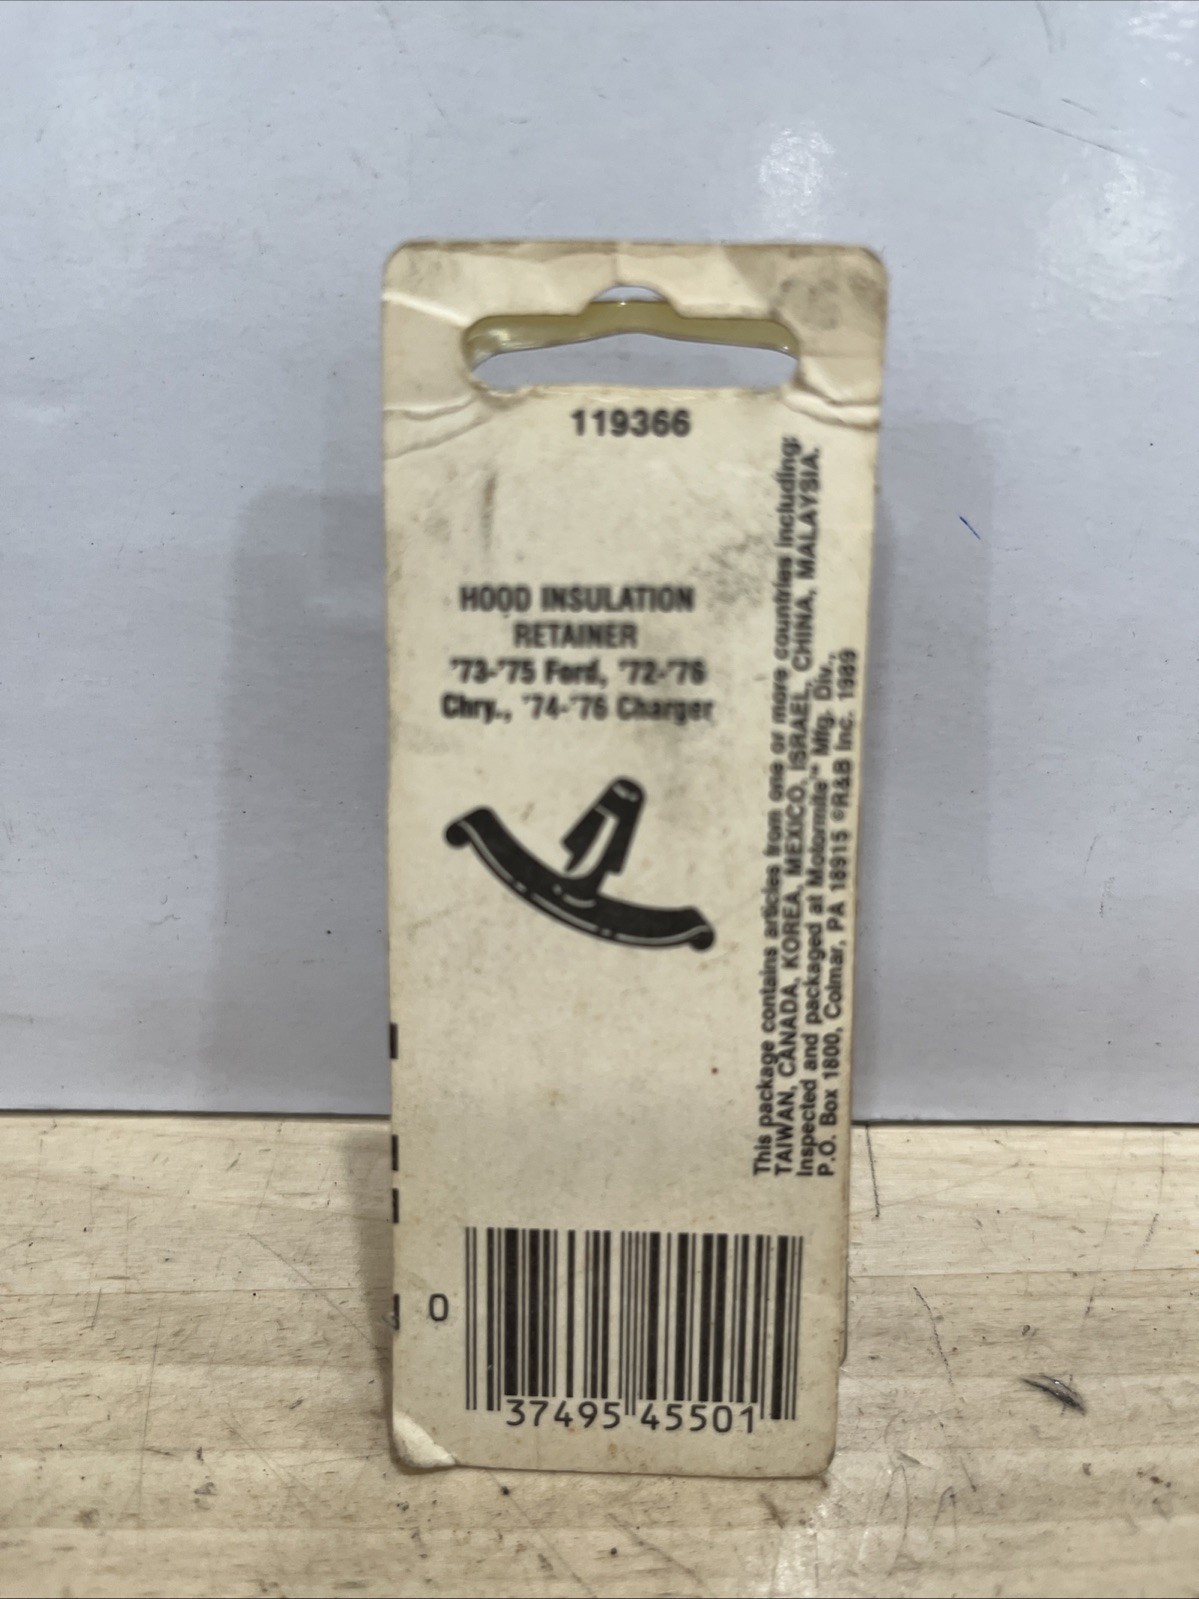 119366
HOOD INSULATION
RETAINER
'73-'75 Ford, '72-'76
Chry., '74-'76 Charger
This package contains articles from one or more countries including:
TAIWAN, CANADA, KOREA, MEXICO, ISRAEL, CHINA, MALAYSIA.
Inspected and packaged at Motormite™ Mfg. Div.,
P.O. Box 1800, Colmar, PA 18915 ©R&B Inc. 1989
0 37495 45501